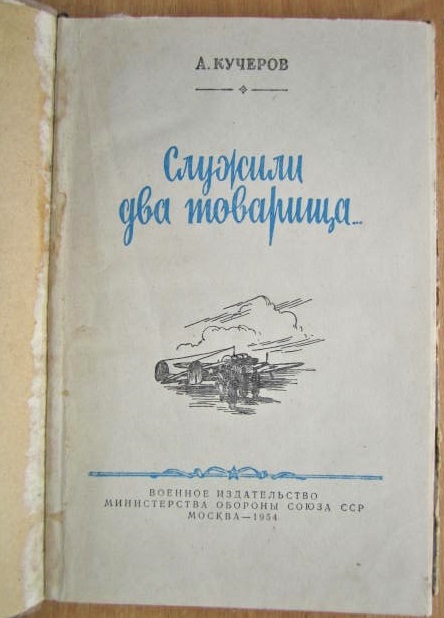 А. КУЧЕРОВ
Служили
два товарища...
ВОЕННОЕ ИЗДАТЕЛЬСТВО
МИНИСТЕРСТВА ОБОРОНЫ СОЮЗА ССР
МОСКВА—1954